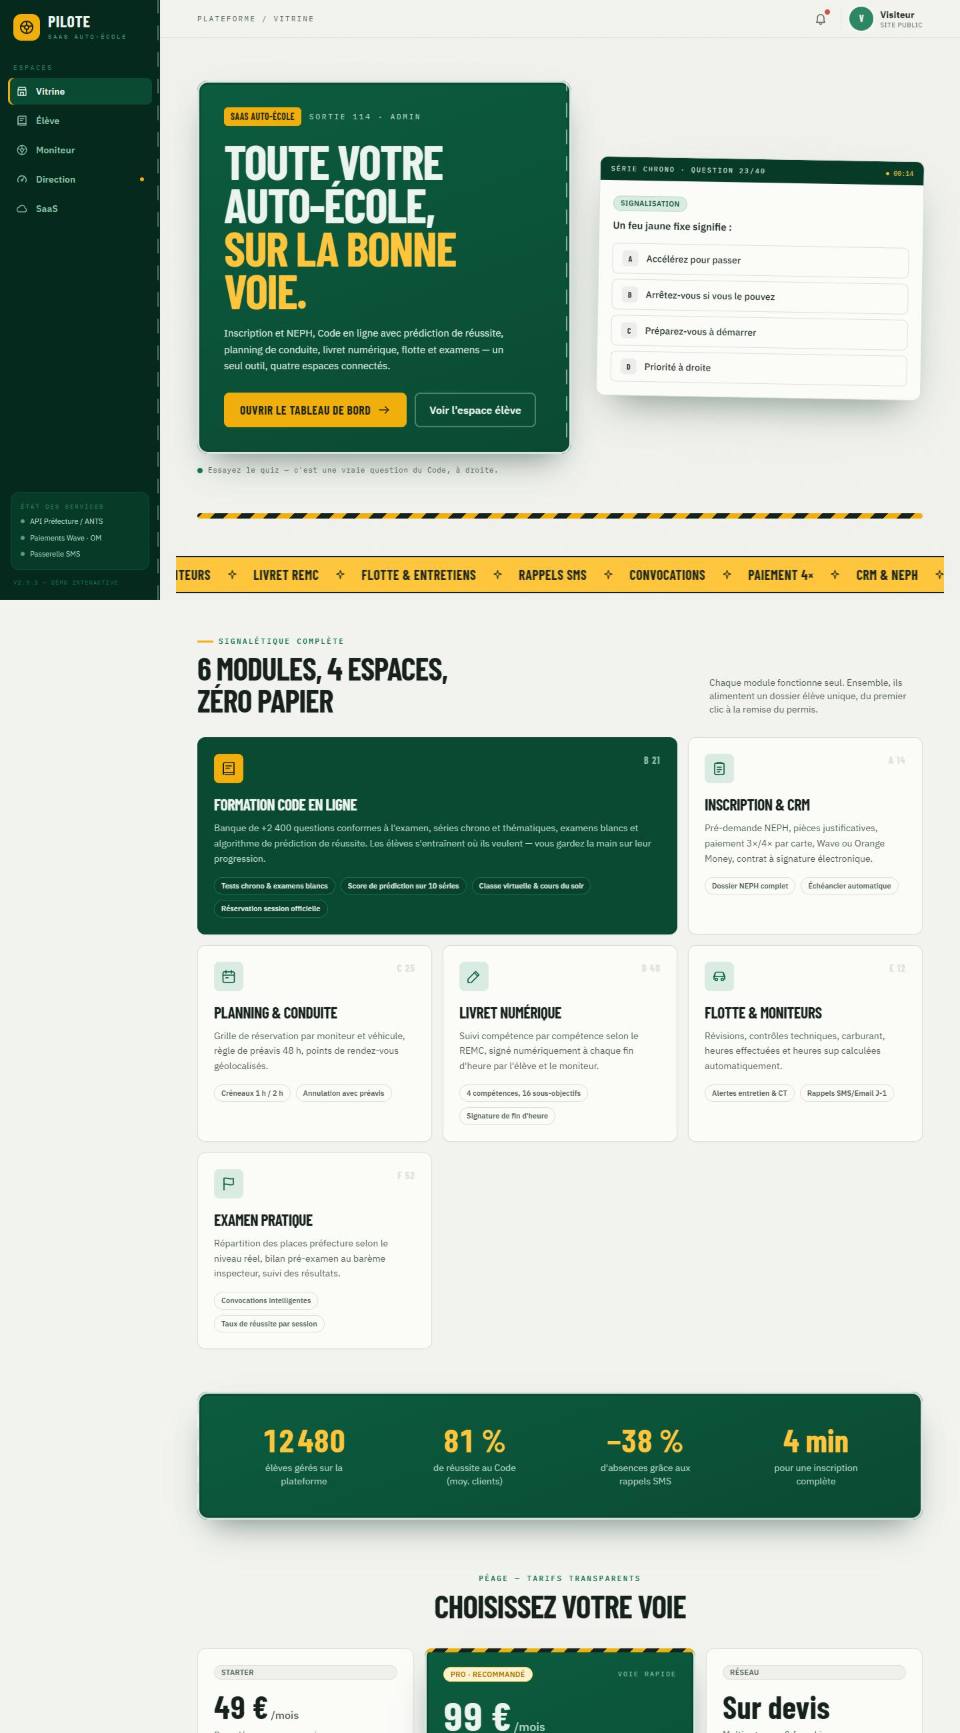 PILOTE
SAAS AUTO-ÉCOLE
ESPACES
Vitrine
Élève
Moniteur
Direction
SaaS
ÉTAT DES SERVICES
API Préfecture / ANTS
Paiements Wave · OM
Passerelle SMS
PLATEFORME / VITRINE
V
Visiteur
SITE PUBLIC
SAAS AUTO-ÉCOLE
SORTIE 114 · ADMIN
TOUTE VOTRE
AUTO-ÉCOLE,
SUR LA BONNE
VOIE.
Inscription et NEPH, Code en ligne avec prédiction de réussite,
planning de conduite, livret numérique, flotte et examens — un
seul outil, quatre espaces connectés.
OUVRIR LE TABLEAU DE BORD →
Voir l'espace élève
Essayez le quiz — c'est une vraie question du Code, à droite.
SÉRIE CHRONO · QUESTION 23/40
● 00:14
SIGNALISATION
Un feu jaune fixe signifie :
A Accélérez pour passer
B Arrêtez-vous si vous le pouvez
C Préparez-vous à démarrer
D Priorité à droite
ITEURS ✧ LIVRET REMC ✧ FLOTTE & ENTRETIENS ✧ RAPPELS SMS ✧ CONVOCATIONS ✧ PAIEMENT 4× ✧ CRM & NEPH ✧
SIGNALÉTIQUE COMPLÈTE
6 MODULES, 4 ESPACES,
ZÉRO PAPIER
Chaque module fonctionne seul. Ensemble, ils
alimentent un dossier élève unique, du premier
clic à la remise du permis.
B 21
FORMATION CODE EN LIGNE
Banque de +2 400 questions conformes à l'examen, séries chrono et thématiques, examens blancs et
algorithme de prédiction de réussite. Les élèves s'entraînent où ils veulent — vous gardez la main sur leur
progression.
Tests chrono & examens blancs
Score de prédiction sur 10 séries
Classe virtuelle & cours du soir
Réservation session officielle
A 14
INSCRIPTION & CRM
Pré-demande NEPH, pièces justificatives,
paiement 3×/4× par carte, Wave ou Orange
Money, contrat à signature électronique.
Dossier NEPH complet
Échéancier automatique
C 25
PLANNING & CONDUITE
Grille de réservation par moniteur et véhicule,
règle de préavis 48 h, points de rendez-vous
géolocalisés.
Créneaux 1 h / 2 h
Annulation avec préavis
D 40
LIVRET NUMÉRIQUE
Suivi compétence par compétence selon le
REMC, signé numériquement à chaque fin
d'heure par l'élève et le moniteur.
4 compétences, 16 sous-objectifs
Signature de fin d'heure
E 12
FLOTTE & MONITEURS
Révisions, contrôles techniques, carburant,
heures effectuées et heures sup calculées
automatiquement.
Alertes entretien & CT
Rappels SMS/Email J-1
F 52
EXAMEN PRATIQUE
Répartition des places préfecture selon le
niveau réel, bilan pré-examen au barème
inspecteur, suivi des résultats.
Convocations intelligentes
Taux de réussite par session
12 480
élèves gérés sur la
plateforme
81 %
de réussite au Code
(moy. clients)
−38 %
d'absences grâce aux
rappels SMS
4 min
pour une inscription
complète
PÉAGE — TARIFS TRANSPARENTS
CHOISISSEZ VOTRE VOIE
STARTER
49 € /mois
PRO · RECOMMANDÉ
VOIE RAPIDE
99 € /mois
RÉSEAU
Sur devis